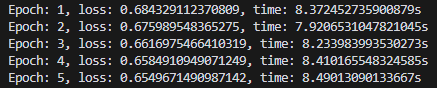 Epoch: 1, loss: 0.684329112370809, time: 8.372452735900879s
Epoch: 2, loss: 0.675989548365275, time: 7.9206531047821045s
Epoch: 3, loss: 0.6616975466410319, time: 8.233983993530273s
Epoch: 4, loss: 0.6584910949071249, time: 8.410165548324585s
Epoch: 5, loss: 0.6549671490987142, time: 8.49013090133667s